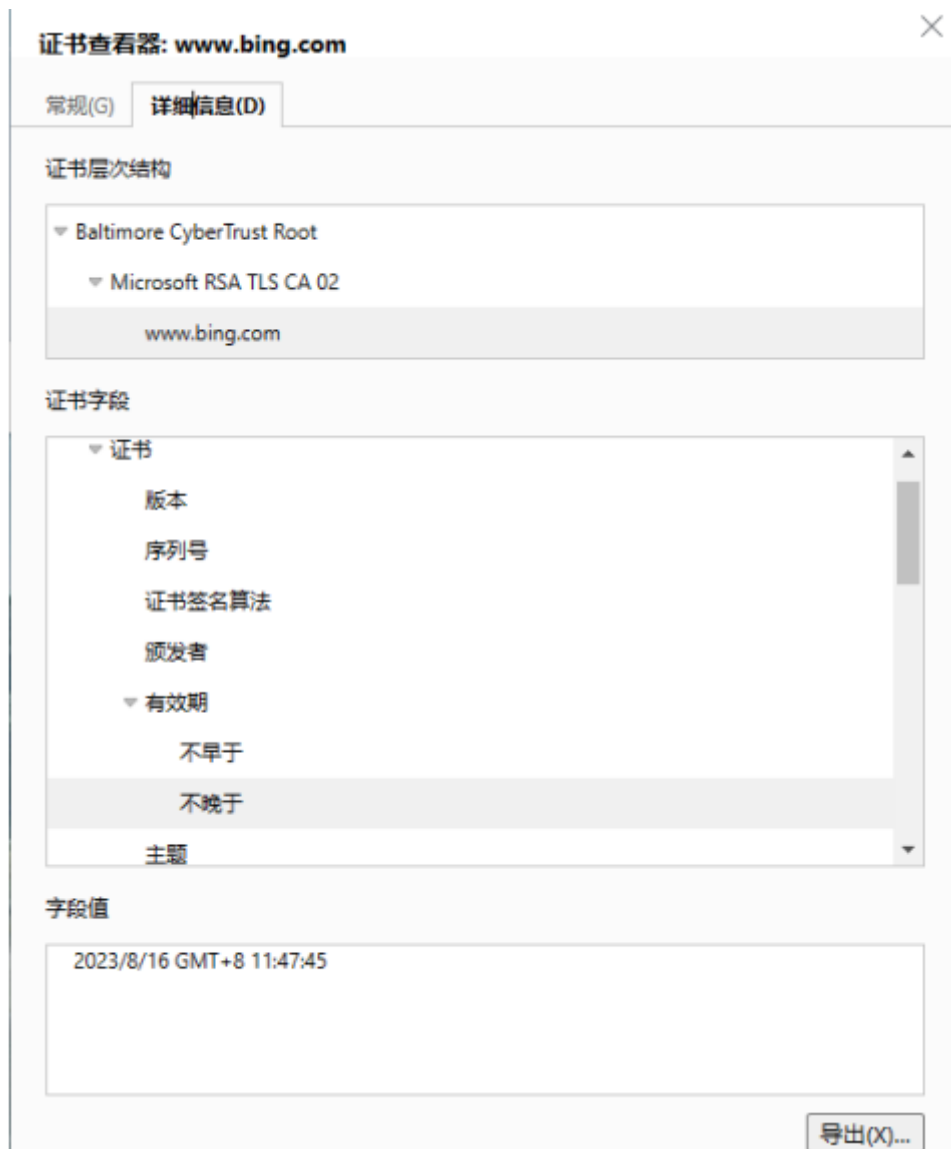 证书查看器: www.bing.com
常规(G) 详细信息(D)
证书层次结构
Baltimore CyberTrust Root
Microsoft RSA TLS CA 02
www.bing.com
证书字段
证书
版本
序列号
证书签名算法
颁发者
有效期
不早于
不晚于
主题
字段值
2023/8/16 GMT+8 11:47:45
导出(X)...